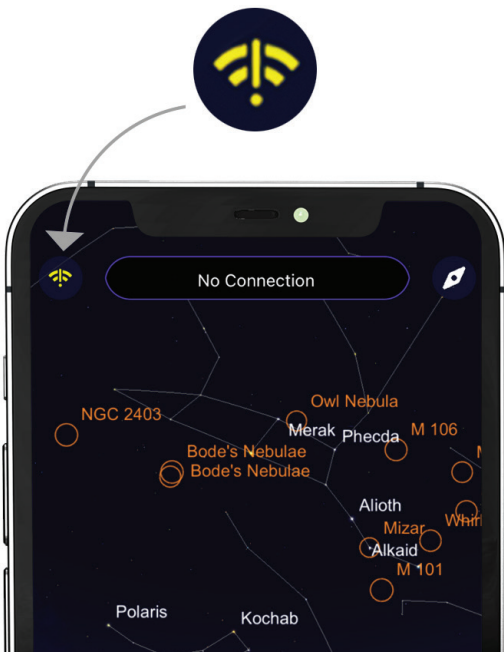 No Connection
NGC 2403
Owl Nebula
Merak
Phecda
M 106
Bode's Nebulae
Bode's Nebulae
Alioth
Mizar
Alkaid
M 101
Polaris
Kochab